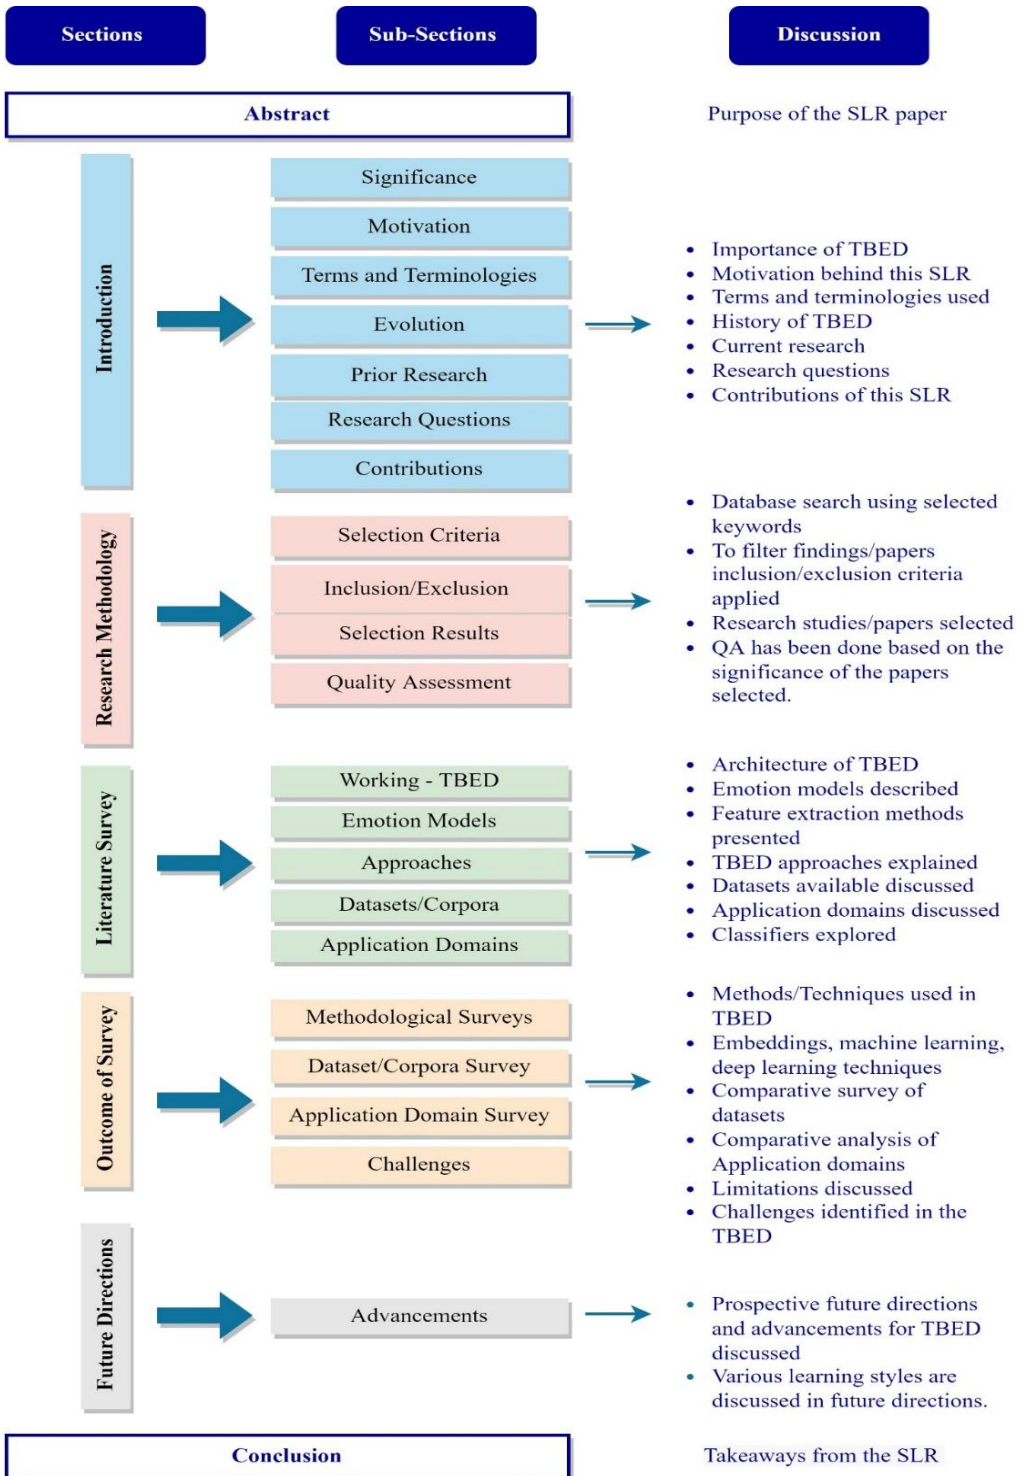 Sections
Sub-Sections
Discussion
Abstract
Purpose of the SLR paper
Introduction
Significance
Motivation
Terms and Terminologies
Evolution
Prior Research
Research Questions
Contributions
• Importance of TBED
• Motivation behind this SLR
• Terms and terminologies used
• History of TBED
• Current research
• Research questions
• Contributions of this SLR
Research Methodology
Selection Criteria
Inclusion/Exclusion
Selection Results
Quality Assessment
• Database search using selected
keywords
• To filter findings/papers
inclusion/exclusion criteria
applied
• Research studies/papers selected
• QA has been done based on the
significance of the papers
selected.
Literature Survey
Working - TBED
Emotion Models
Approaches
Datasets/Corpora
Application Domains
• Architecture of TBED
• Emotion models described
• Feature extraction methods
presented
• TBED approaches explained
• Datasets available discussed
• Application domains discussed
• Classifiers explored
Outcome of Survey
Methodological Surveys
Dataset/Corpora Survey
Application Domain Survey
Challenges
• Methods/Techniques used in
TBED
• Embeddings, machine learning,
deep learning techniques
• Comparative survey of
datasets
• Comparative analysis of
Application domains
• Limitations discussed
• Challenges identified in the
TBED
Future Directions
Advancements
• Prospective future directions
and advancements for TBED
discussed
• Various learning styles are
discussed in future directions.
Conclusion
Takeaways from the SLR